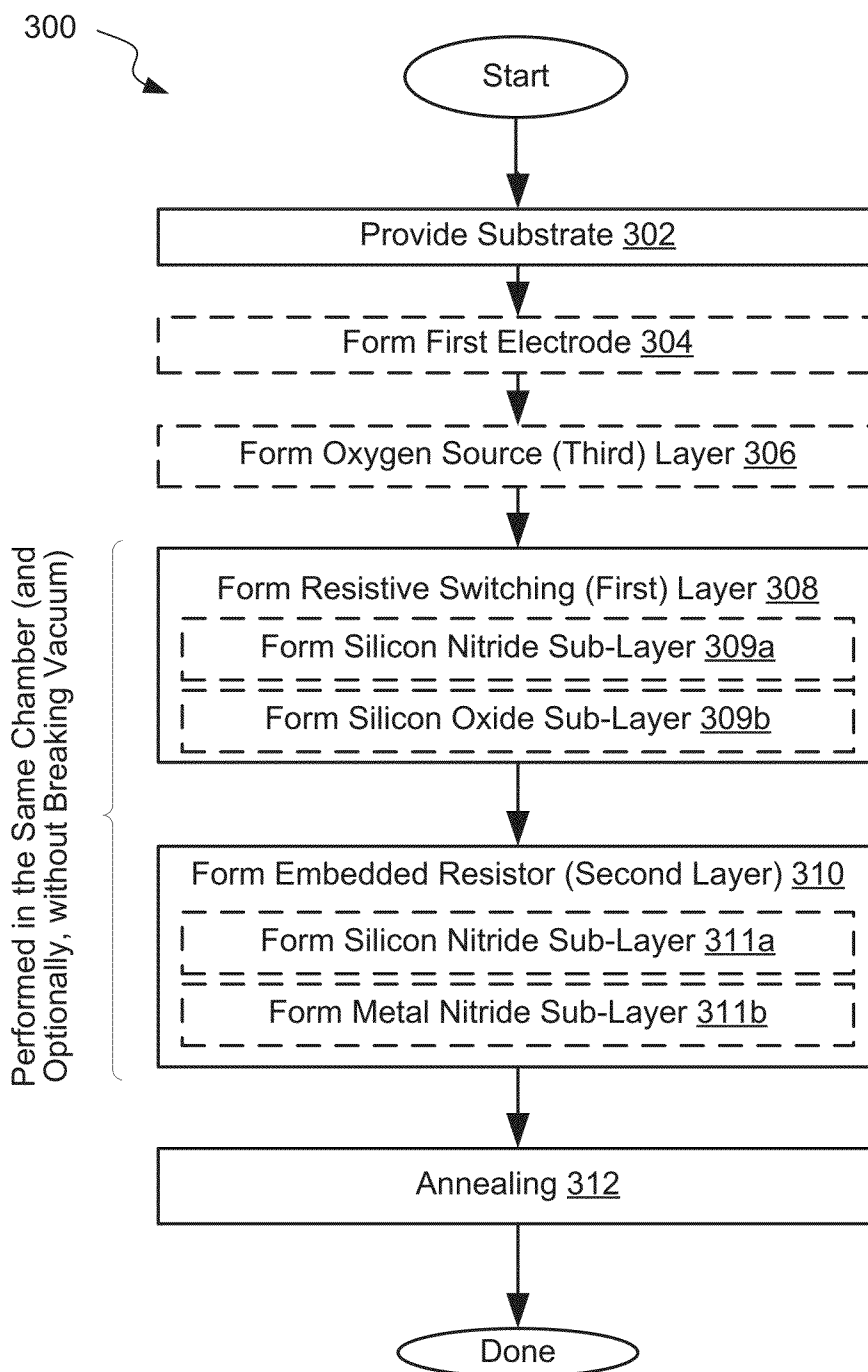 300
Start
Provide Substrate 302
Form First Electrode 304
Form Oxygen Source (Third) Layer 306
Performed in the Same Chamber (and
Optionally, without Breaking Vacuum)
Form Resistive Switching (First) Layer 308
Form Silicon Nitride Sub-Layer 309a
Form Silicon Oxide Sub-Layer 309b
Form Embedded Resistor (Second Layer) 310
Form Silicon Nitride Sub-Layer 311a
Form Metal Nitride Sub-Layer 311b
Annealing 312
Done